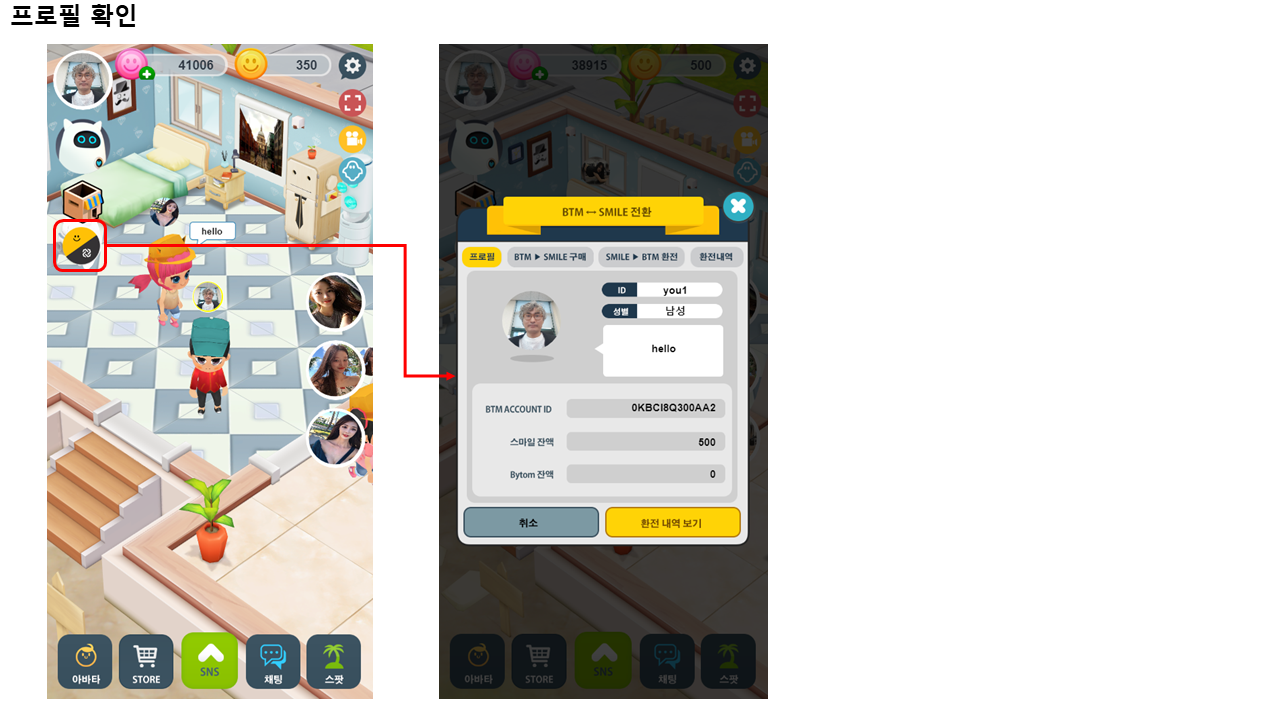 프로필 확인
41006
350
hello
아바타
STORE
SNS
채팅
스팟
38915
500
BTM ↔ SMILE 전환
프로필
BTM ▶ SMILE 구매
SMILE ▶ BTM 환전
환전내역
ID
you1
성별
남성
hello
BTM ACCOUNT ID
0KBCI8Q300AA2
스마일 잔액
500
Bytom 잔액
0
취소
환전 내역 보기
아바타
STORE
SNS
채팅
스팟